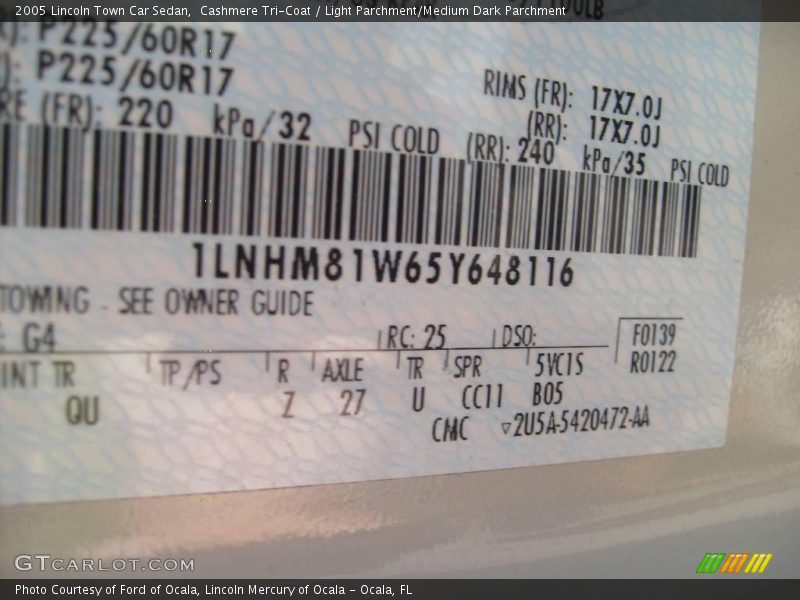 2005 Lincoln Town Car Sedan, Cashmere Tri-Coat / Light Parchment/Medium Dark Parchment
P225/60R17
P225/60R17
RIMS (FR): 17X7.0J
(RR): 17X7.0J
RE (FR): 220 kPa/32 PSI COLD (RR): 240 kPa/35 PSI COLD
1LNHM81W65Y648116
TOWING - SEE OWNER GUIDE
: G4 RC: 25 DSO: F0139
R0122
INT TR TP/PS R AXLE TR SPR 5VC1S
QU Z 27 U CC11 B05
CMC ▽2U5A-5420472-AA
GTCARLOT.COM
Photo Courtesy of Ford of Ocala, Lincoln Mercury of Ocala - Ocala, FL